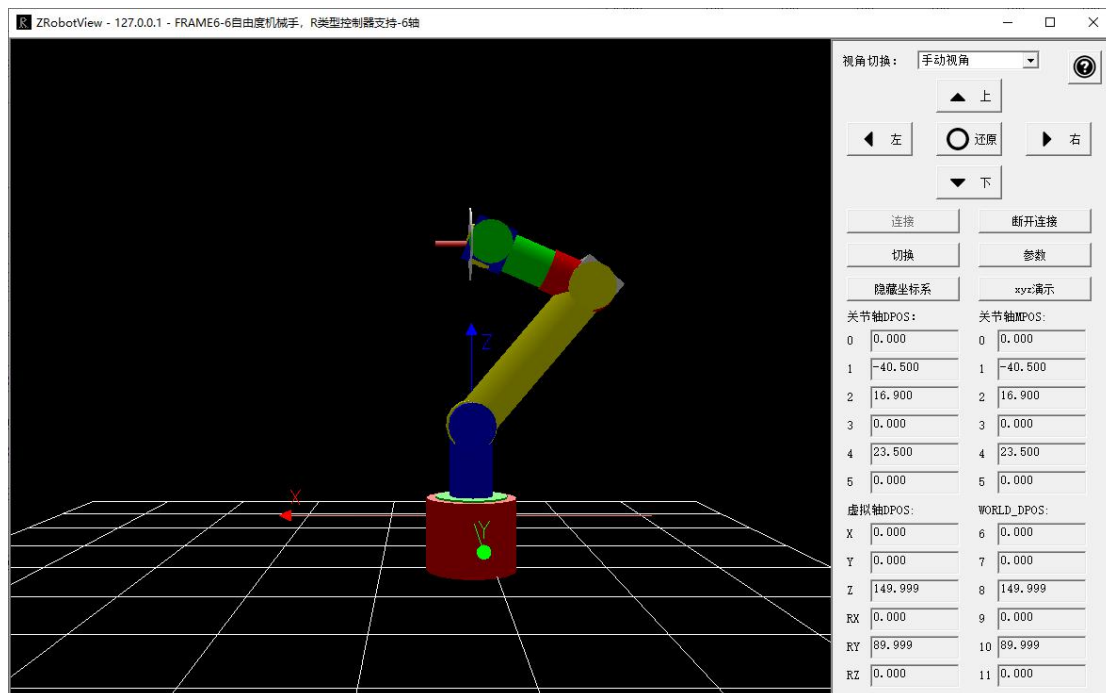 ZRobotView - 127.0.0.1 - FRAME6-6自由度机械手，R类型控制器支持-6轴
视角切换： 手动视角
上
左 还原 右
下
连接 断开连接
切换 参数
隐藏坐标系 xyz演示
关节轴DPOS: 关节轴MPOS:
0 0.000 0 0.000
1 -40.500 1 -40.500
2 16.900 2 16.900
3 0.000 3 0.000
4 23.500 4 23.500
5 0.000 5 0.000
虚拟轴DPOS: WORLD_DPOS:
X 0.000 6 0.000
Y 0.000 7 0.000
Z 149.999 8 149.999
RX 0.000 9 0.000
RY 89.999 10 89.999
RZ 0.000 11 0.000
Z
X
Y